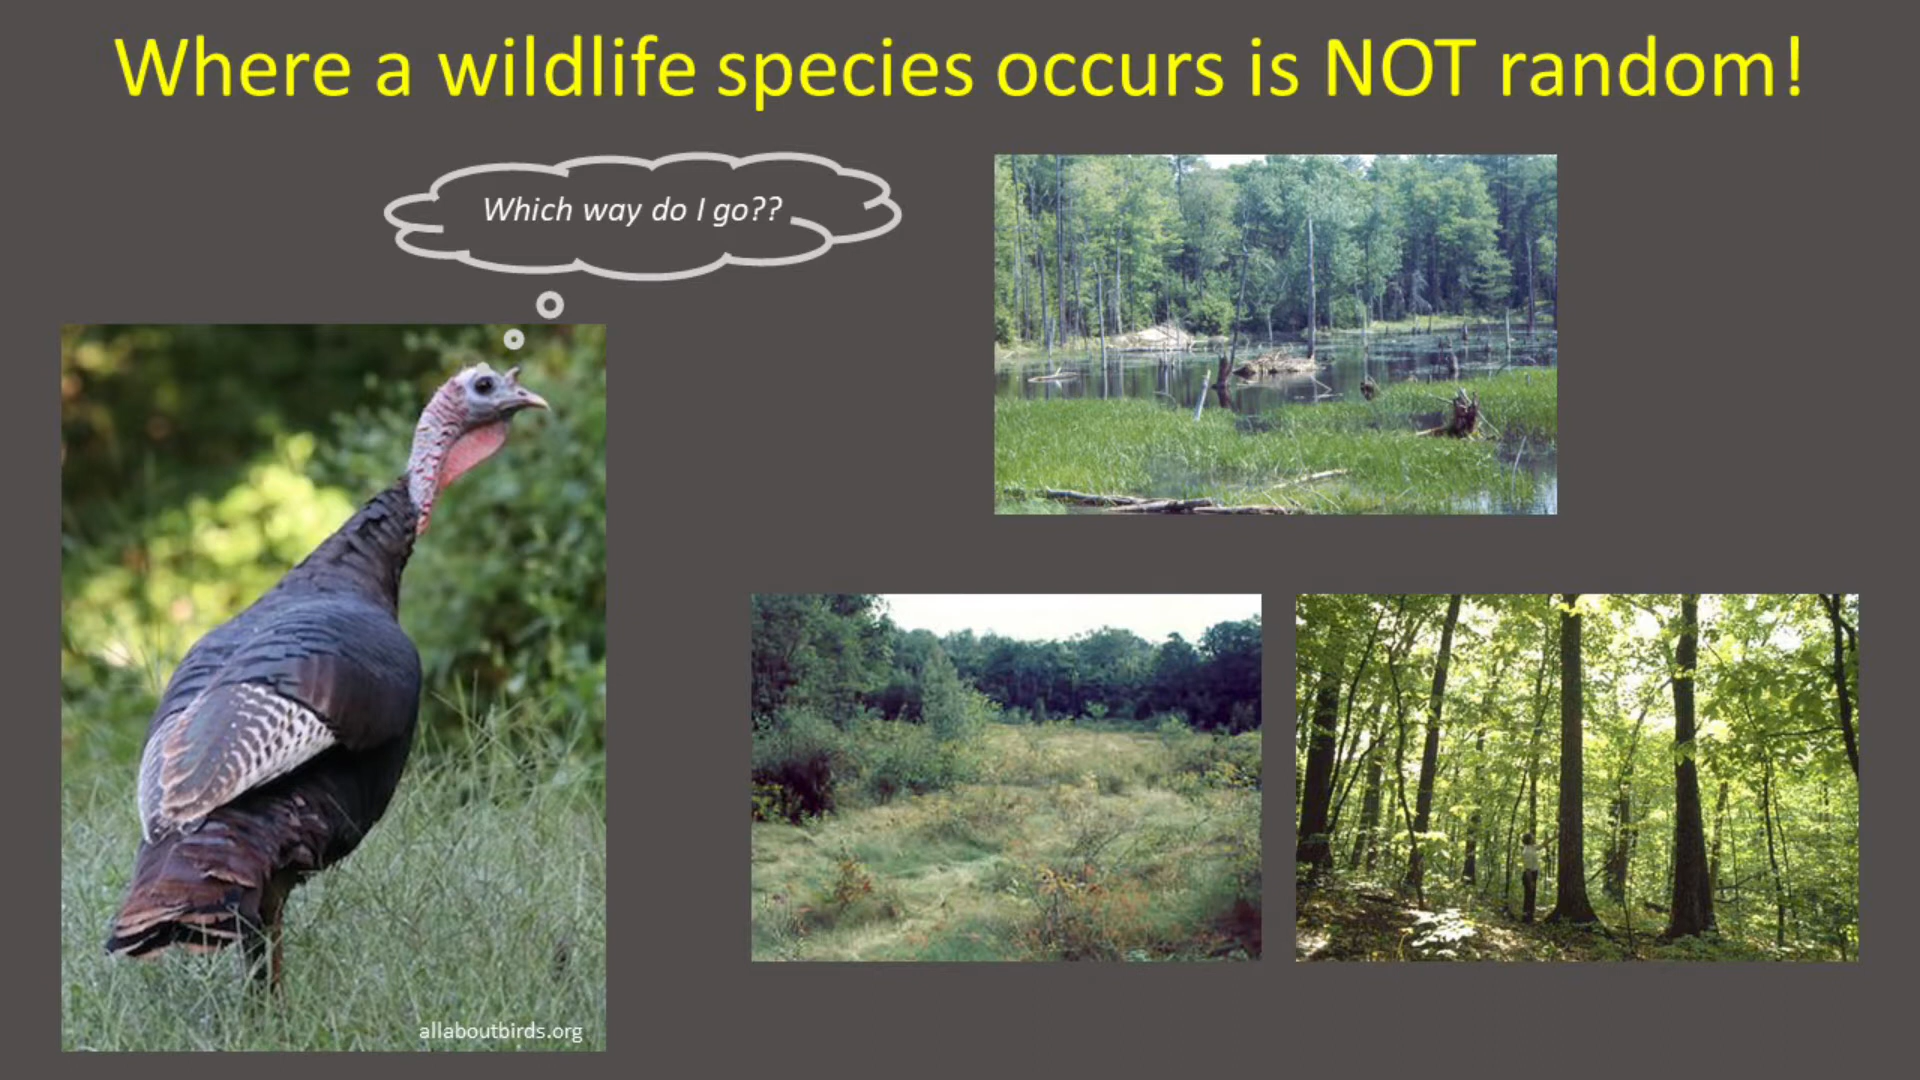 Where a wildlife species occurs is NOT random!
Which way do I go??
allaboutbirds.org